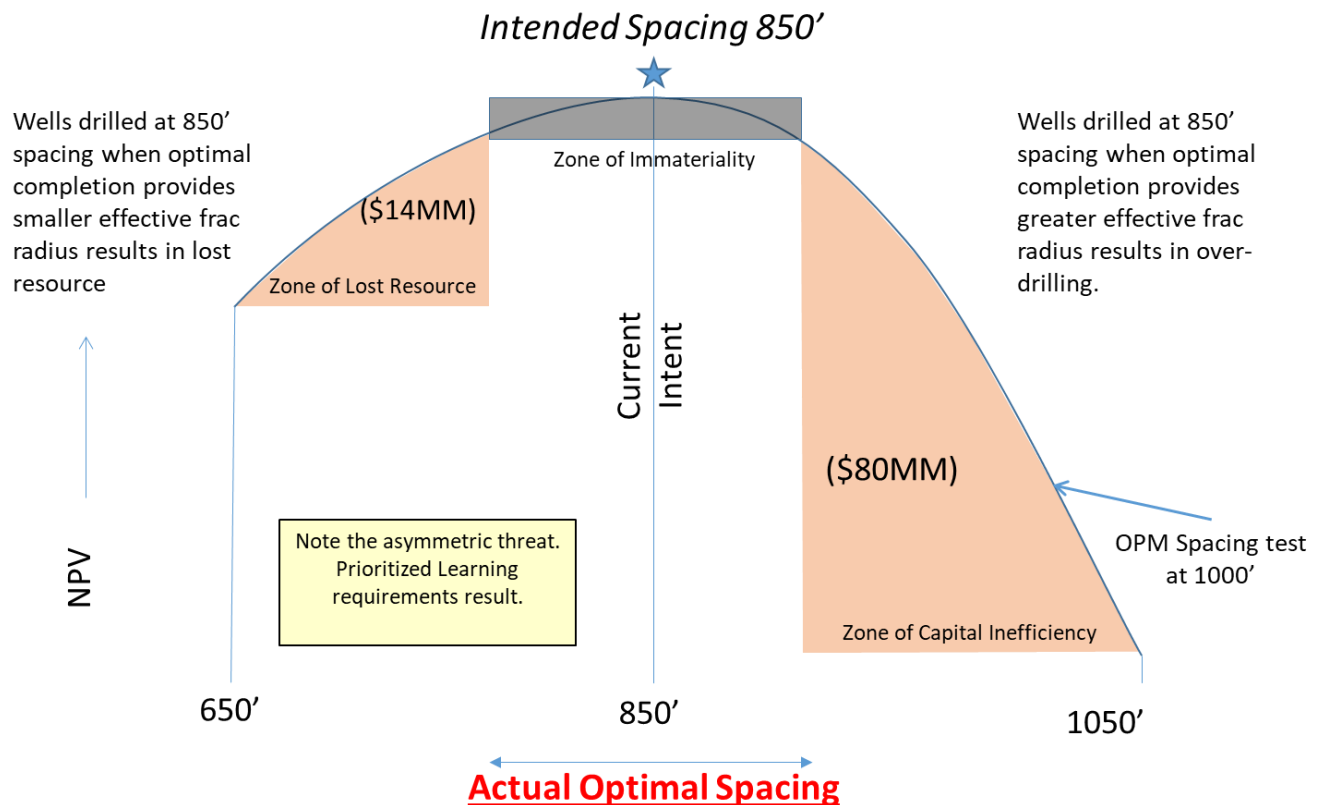 Intended Spacing 850’
Wells drilled at 850’
spacing when optimal
completion provides
smaller effective frac
radius results in lost
resource
Wells drilled at 850’
spacing when optimal
completion provides
greater effective frac
radius results in over-
drilling.
Zone of Immateriality
($14MM)
Zone of Lost Resource
Current
Intent
($80MM)
NPV
Note the asymmetric threat.
Prioritized Learning
requirements result.
OPM Spacing test
at 1000’
Zone of Capital Inefficiency
650’
850’
1050’
Actual Optimal Spacing